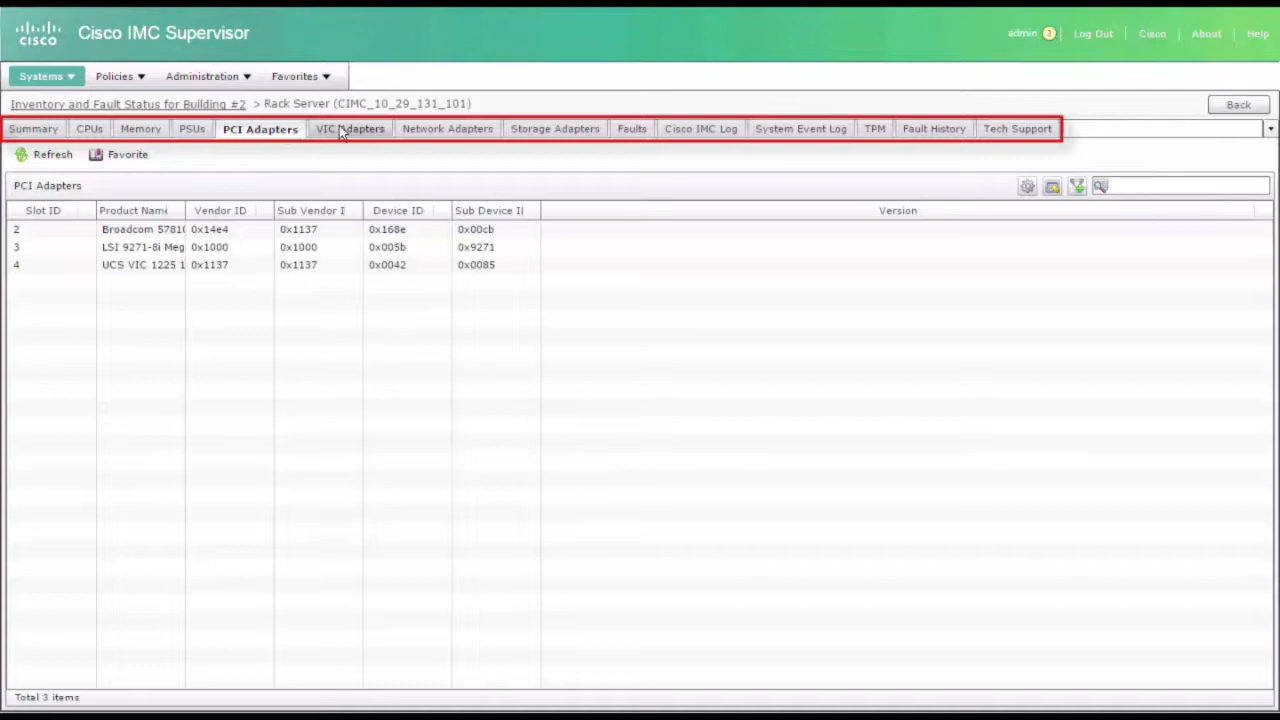 CISCO Cisco IMC Supervisor admin 3 Log Out Cisco About Help
Systems Policies Administration Favorites
Inventory and Fault Status for Building #2 > Rack Server (CIMC_10_29_131_101) Back
Summary CPUs Memory PSUs PCI Adapters VIC Adapters Network Adapters Storage Adapters Faults Cisco IMC Log System Event Log TPM Fault History Tech Support
Refresh Favorite
PCI Adapters
Slot ID Product Name Vendor ID Sub Vendor I Device ID Sub Device I Version
2 Broadcom 5781 0x14e4 0x1137 0x168e 0x00cb
3 LSI 9271-8i Meg 0x1000 0x1000 0x005b 0x9271
4 UCS VIC 1225 1 0x1137 0x1137 0x0042 0x0085
Total 3 items